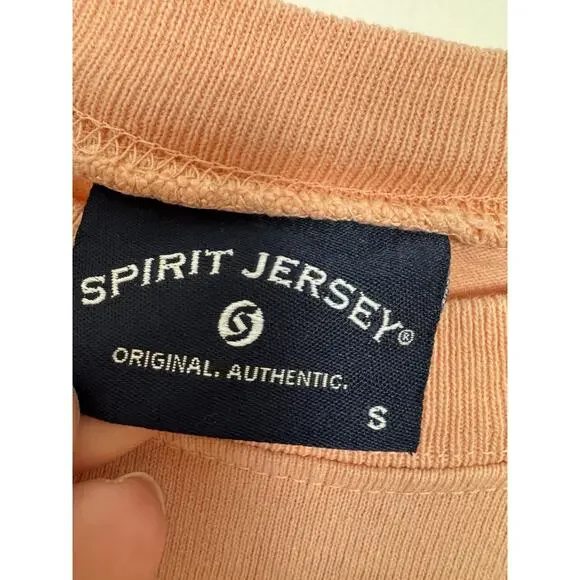 SPIRIT JERSEY®
ORIGINAL. AUTHENTIC.
S